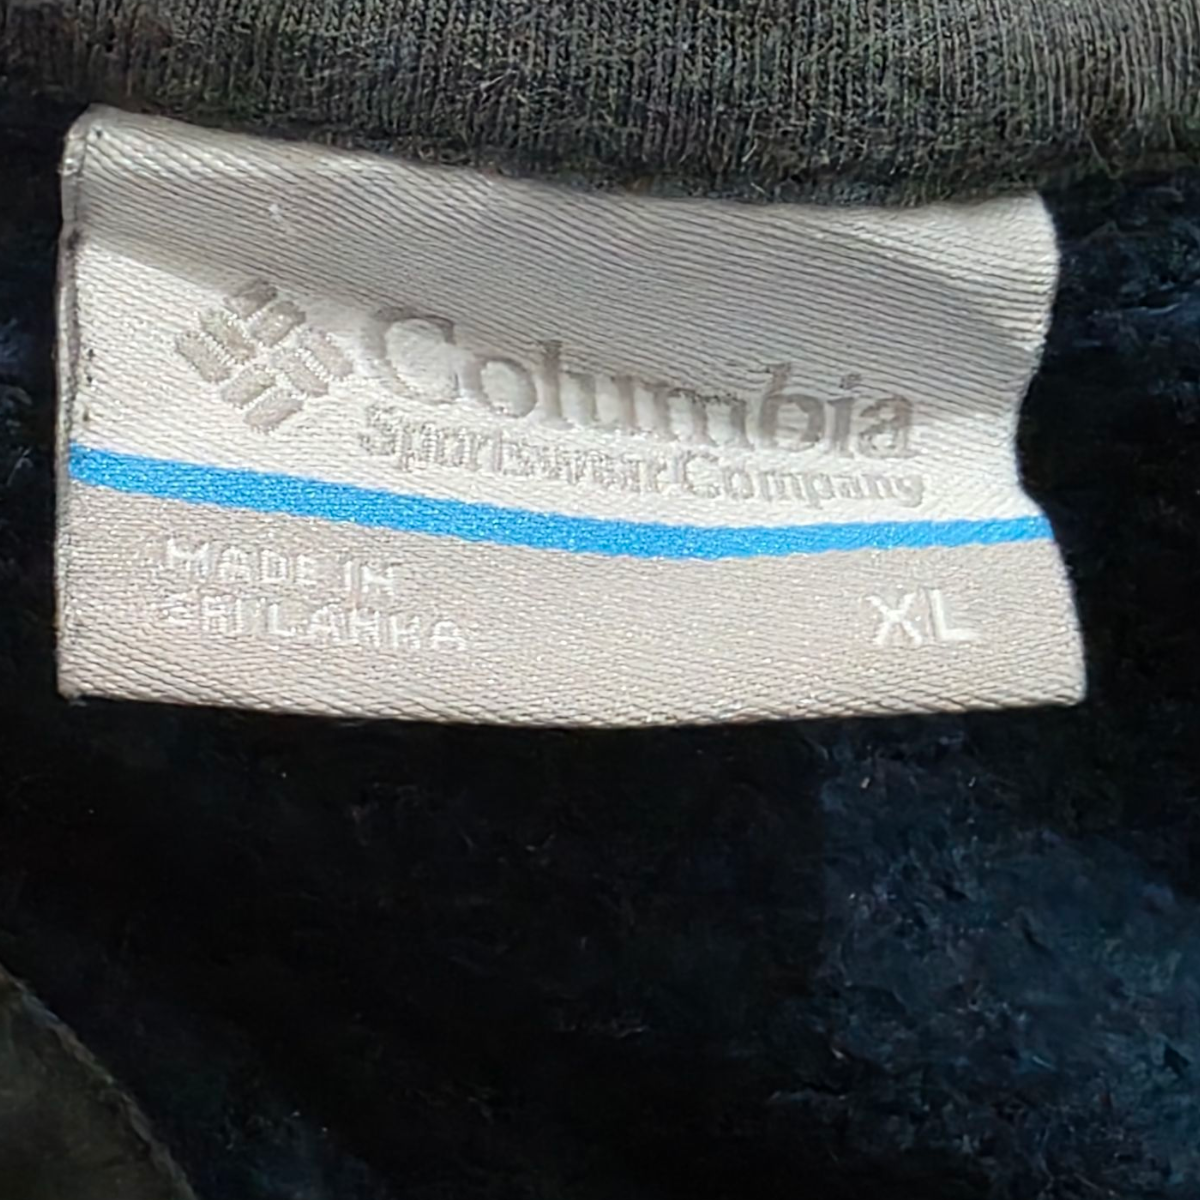 Columbia
Sportswear Company
MADE IN
SRI LANKA
XL